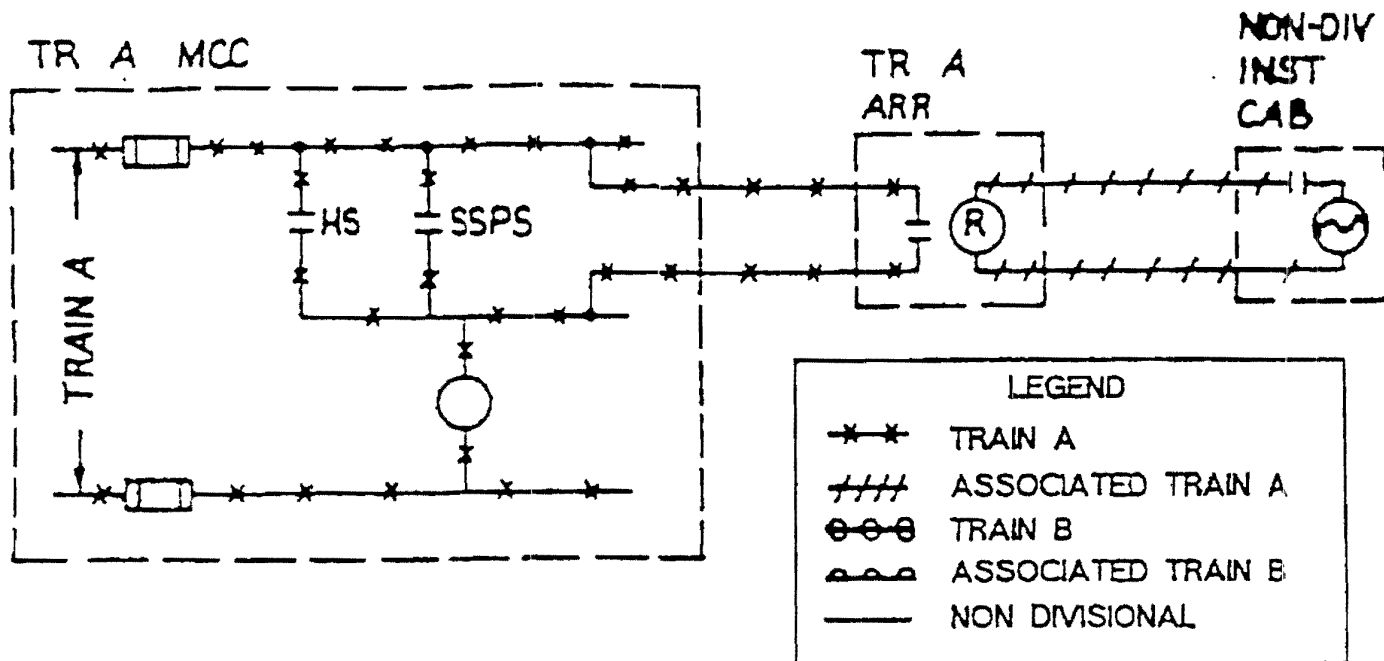 TR A MCC
TR A
ARR
NON-DIV
INST
CAB
HS
SSPS
R
TRAIN A
LEGEND
TRAIN A
ASSOCIATED TRAIN A
TRAIN B
ASSOCIATED TRAIN B
NON DIVISIONAL